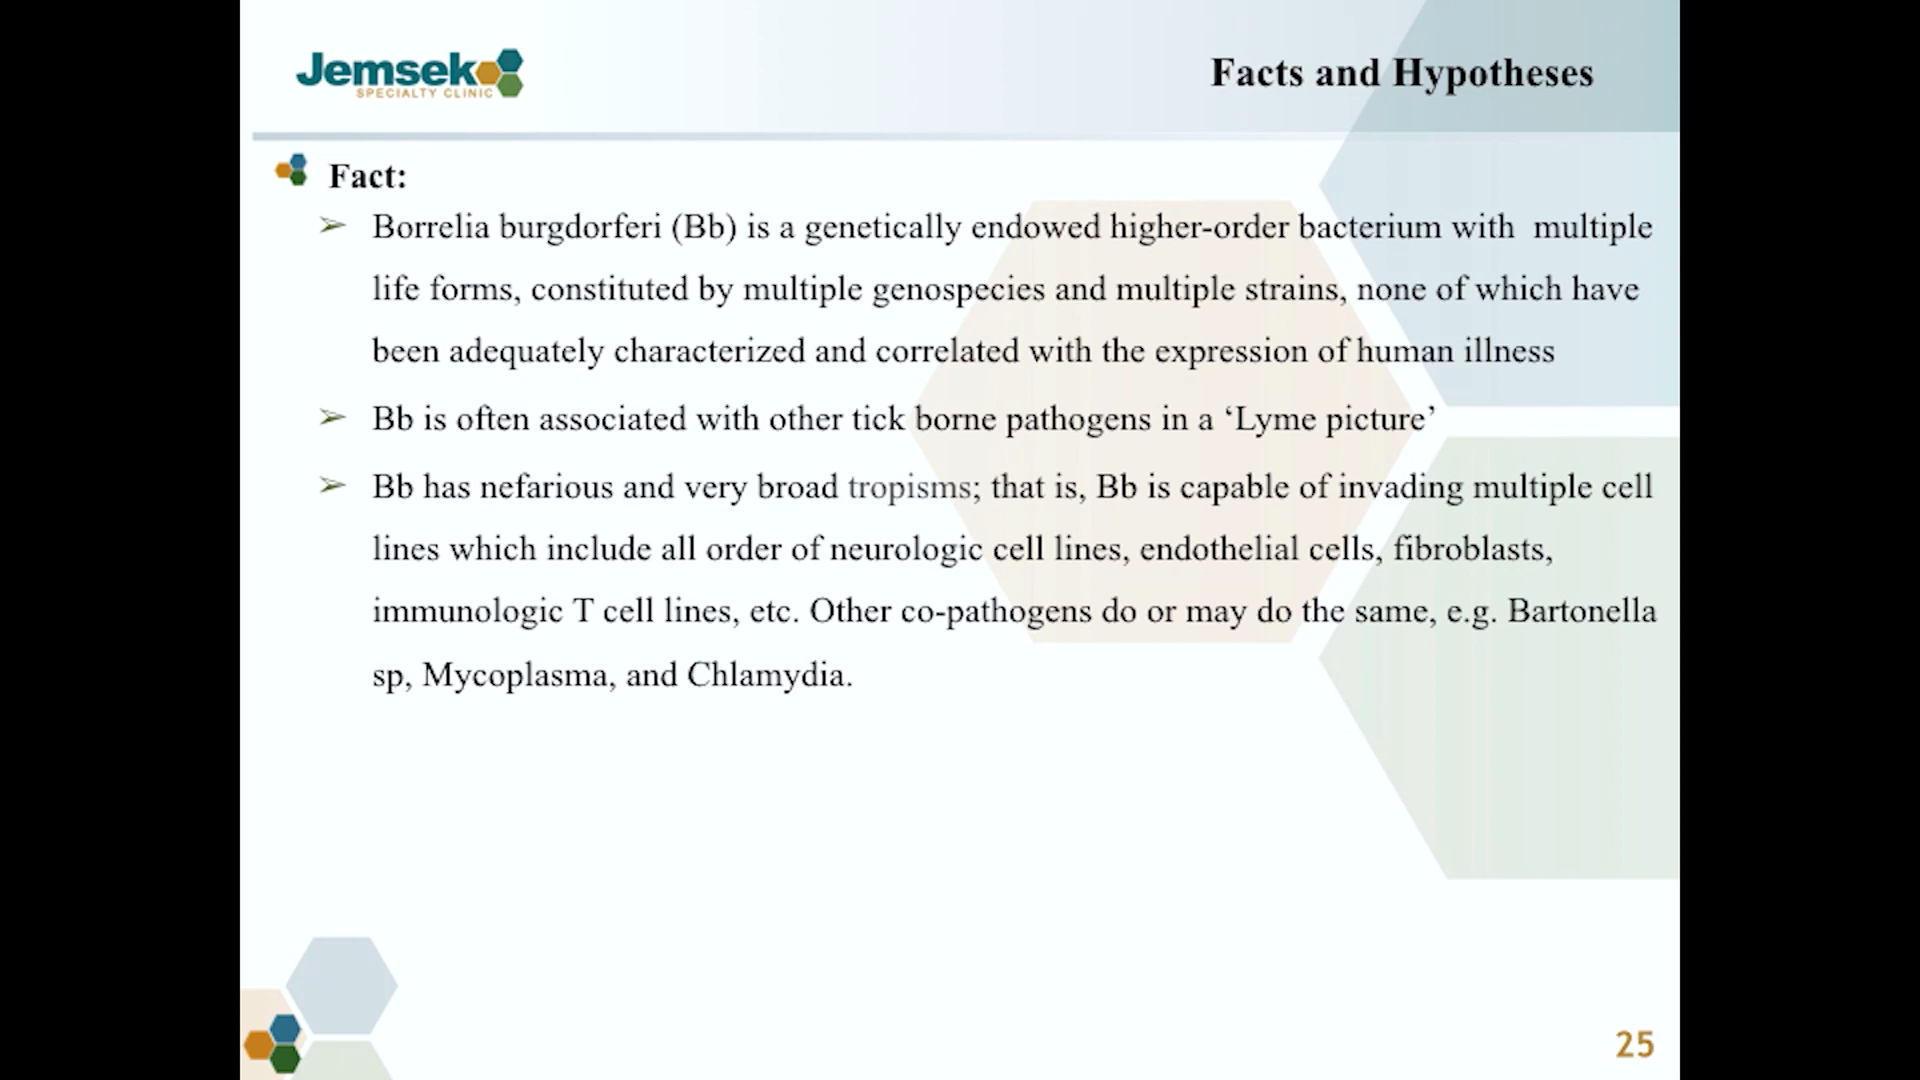 Jemsek
SPECIALTY CLINIC
Facts and Hypotheses
Fact:
➢ Borrelia burgdorferi (Bb) is a genetically endowed higher-order bacterium with multiple
life forms, constituted by multiple genospecies and multiple strains, none of which have
been adequately characterized and correlated with the expression of human illness
➢ Bb is often associated with other tick borne pathogens in a ‘Lyme picture’
➢ Bb has nefarious and very broad tropisms; that is, Bb is capable of invading multiple cell
lines which include all order of neurologic cell lines, endothelial cells, fibroblasts,
immunologic T cell lines, etc. Other co-pathogens do or may do the same, e.g. Bartonella
sp, Mycoplasma, and Chlamydia.
25